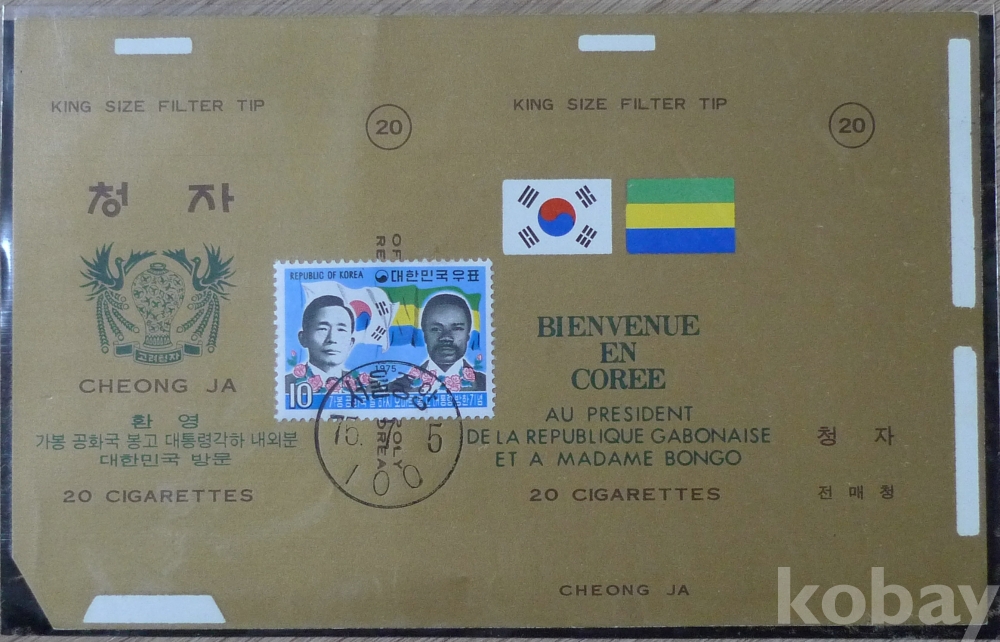 KING SIZE FILTER TIP
20
청 자
고려청자
CHEONG JA
환 영
가봉 공화국 봉고 대통령각하 내외분
대한민국 방문
20 CIGARETTES
REPUBLIC OF KOREA
대한민국우표
1975
10
75. 7. 5
100
KING SIZE FILTER TIP
20
BIENVENUE
EN
COREE
AU PRESIDENT
DE LA REPUBLIQUE GABONAISE
ET A MADAME BONGO
20 CIGARETTES
청 자
전 매 청
CHEONG JA
kobay